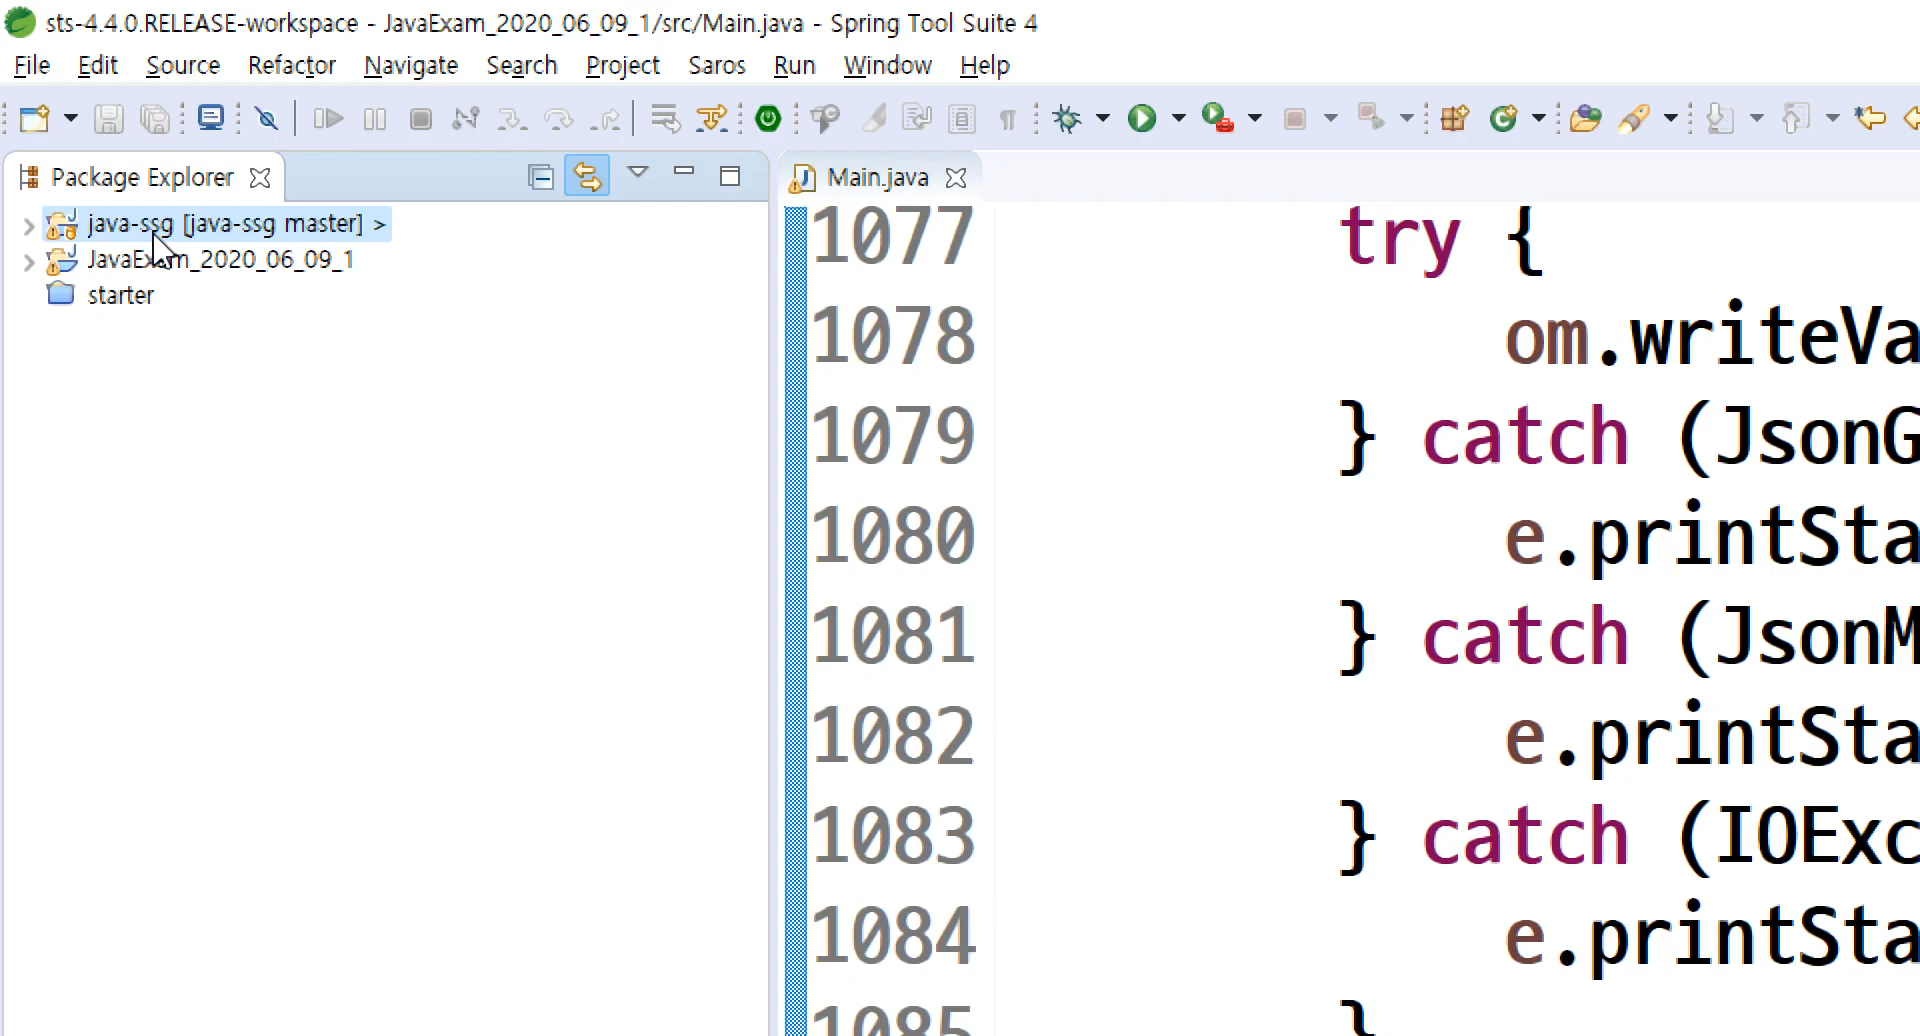 sts-4.4.0.RELEASE-workspace - JavaExam_2020_06_09_1/src/Main.java - Spring Tool Suite 4
File Edit Source Refactor Navigate Search Project Saros Run Window Help
Package Explorer
Main.java
java-ssg [java-ssg master] >
JavaExam_2020_06_09_1
starter
1077 try {
1078 om.writeVa
1079 } catch (JsonG
1080 e.printSta
1081 } catch (JsonM
1082 e.printSta
1083 } catch (IOExc
1084 e.printSta
1085 }